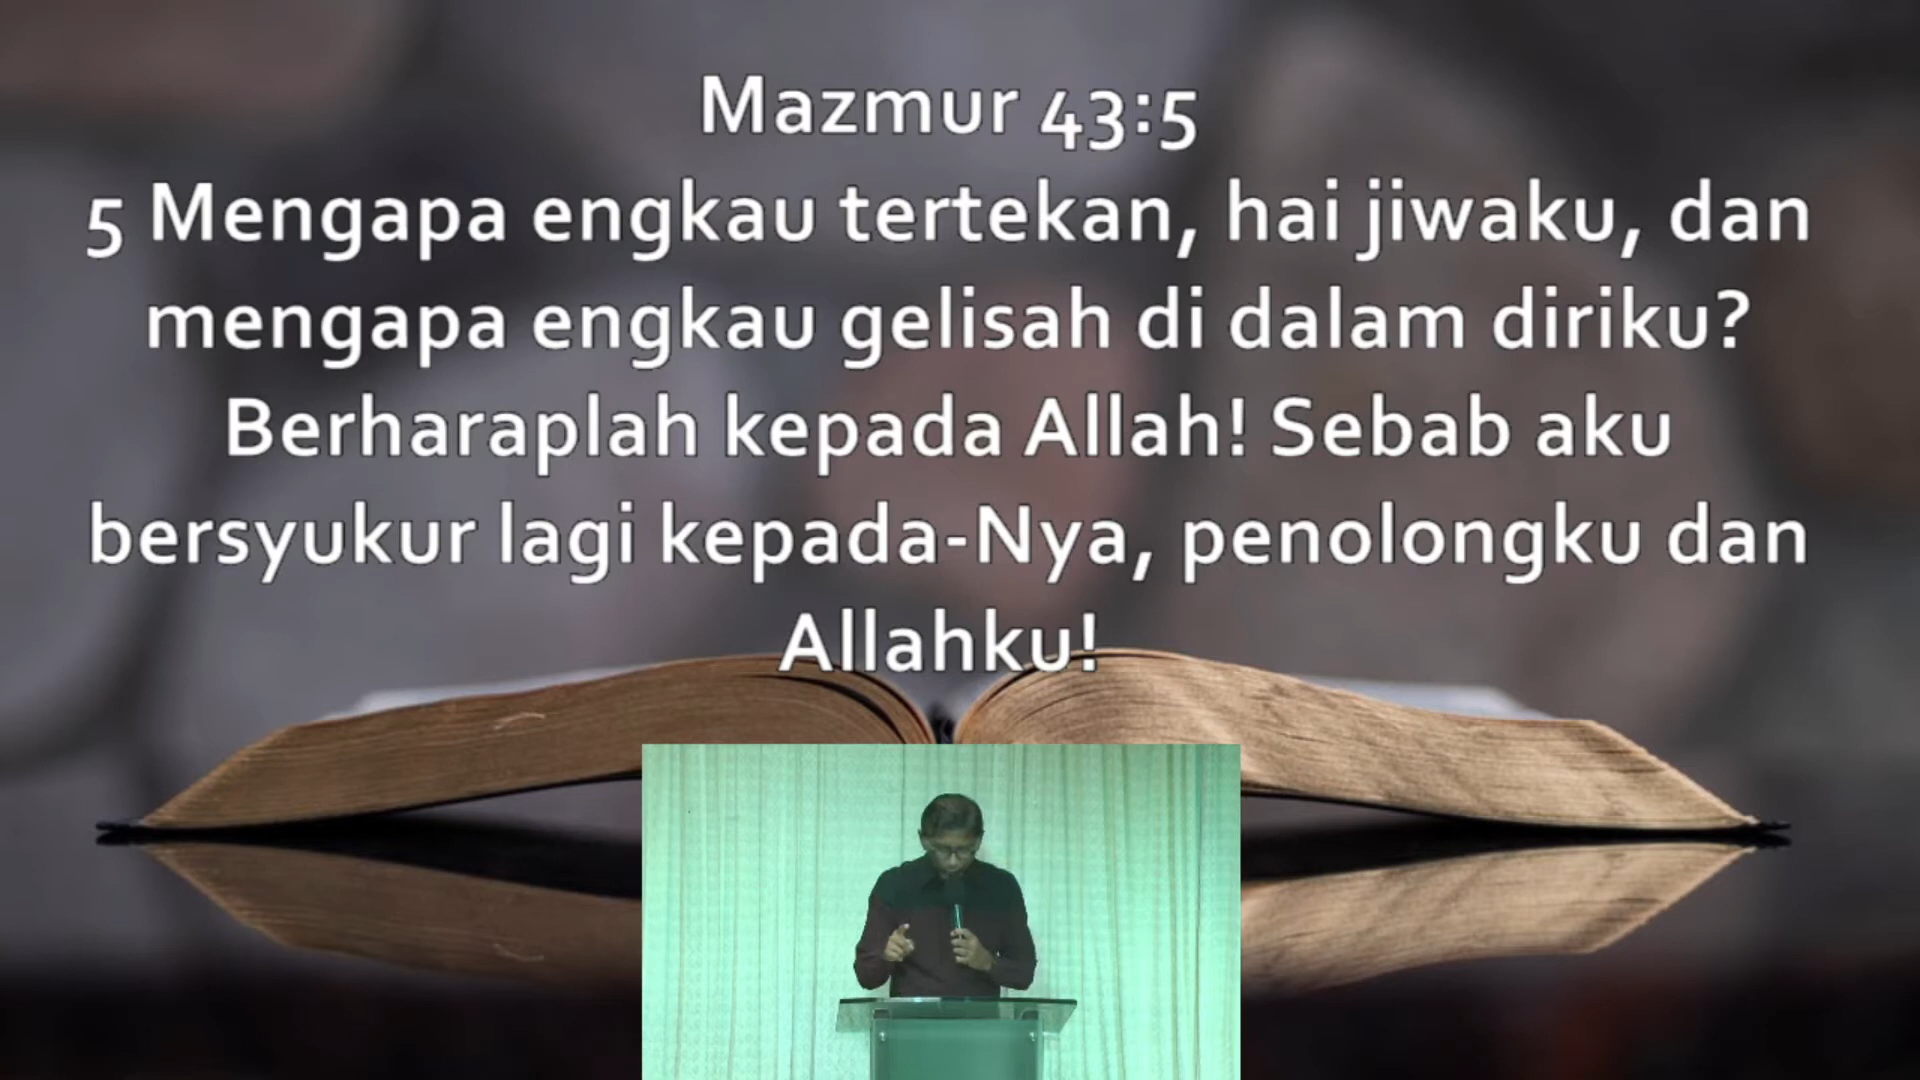 Mazmur 43:5
5 Mengapa engkau tertekan, hai jiwaku, dan
mengapa engkau gelisah di dalam diriku?
Berharaplah kepada Allah! Sebab aku
bersyukur lagi kepada-Nya, penolongku dan
Allahku!